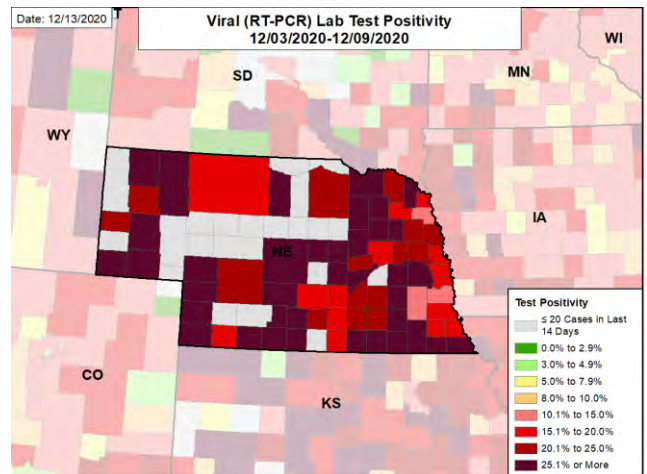 Date: 12/13/2020
Viral (RT-PCR) Lab Test Positivity
12/03/2020-12/09/2020
WI
MN
SD
WY
IA
NE
CO
KS
Test Positivity
≤ 20 Cases in Last
14 Days
0.0% to 2.9%
3.0% to 4.9%
5.0% to 7.9%
8.0% to 10.0%
10.1% to 15.0%
15.1% to 20.0%
20.1% to 25.0%
25.1% or More